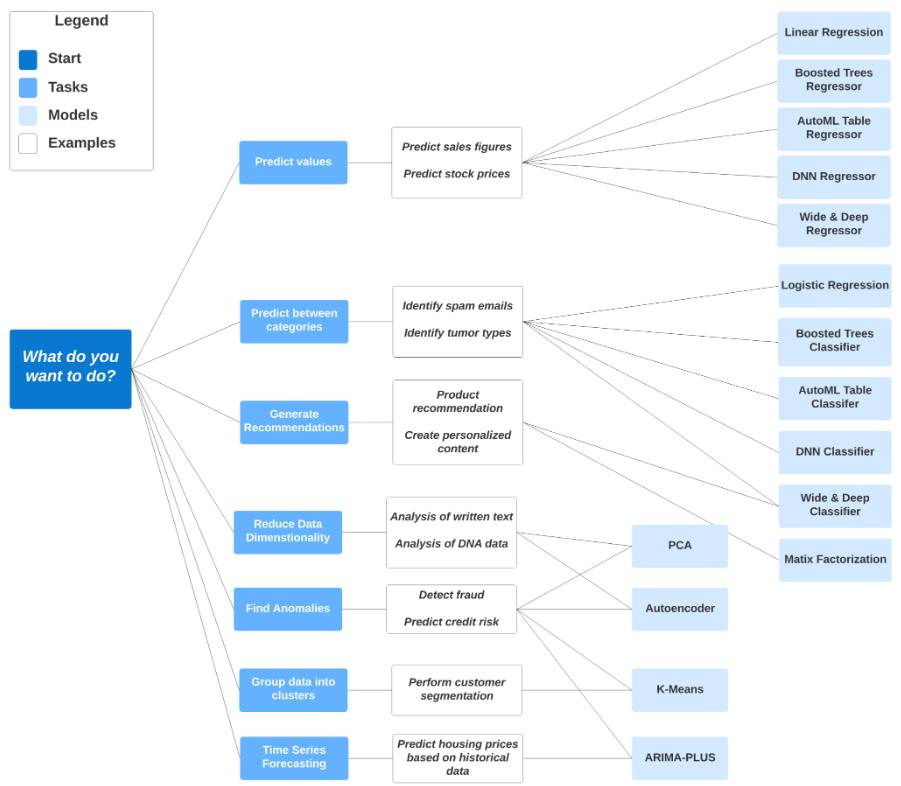 Legend
Start
Tasks
Models
Examples
What do you
want to do?
Predict values
Predict sales figures
Predict stock prices
Linear Regression
Boosted Trees
Regressor
AutoML Table
Regressor
DNN Regressor
Wide & Deep
Regressor
Predict between
categories
Identify spam emails
Identify tumor types
Logistic Regression
Boosted Trees
Classifier
AutoML Table
Classifer
DNN Classifier
Wide & Deep
Classifier
Generate
Recommendations
Product
recommendation
Create personalized
content
Matix Factorization
Reduce Data
Dimenstionality
Analysis of written text
Analysis of DNA data
PCA
Find Anomalies
Detect fraud
Predict credit risk
Autoencoder
Group data into
clusters
Perform customer
segmentation
K-Means
Time Series
Forecasting
Predict housing prices
based on historical
data
ARIMA-PLUS